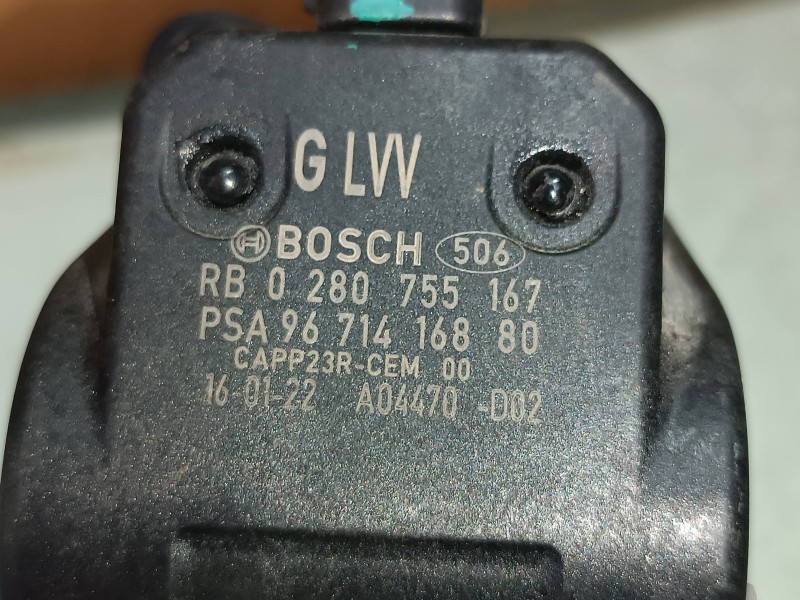 G LVV
BOSCH 506
RB 0 280 755 167
PSA 96 714 168 80
CAPP23R-CEM 00
16 01-22 A04470 -D02